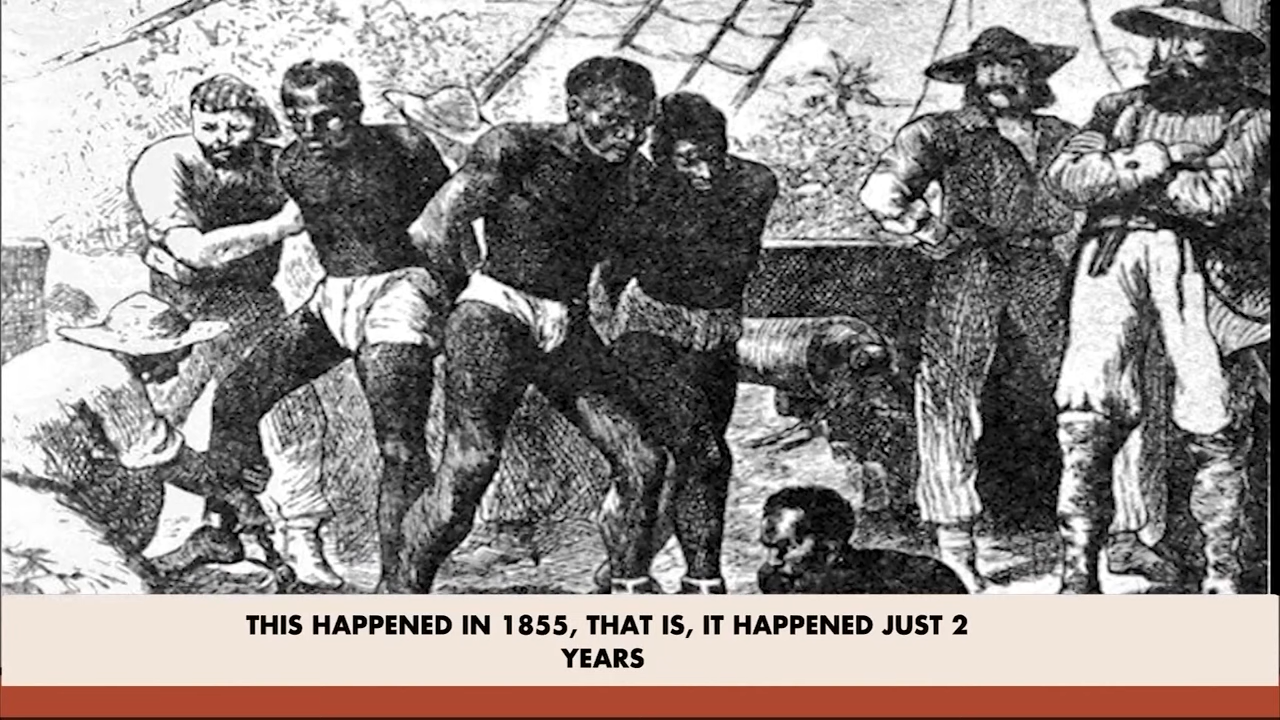 THIS HAPPENED IN 1855, THAT IS, IT HAPPENED JUST 2
YEARS